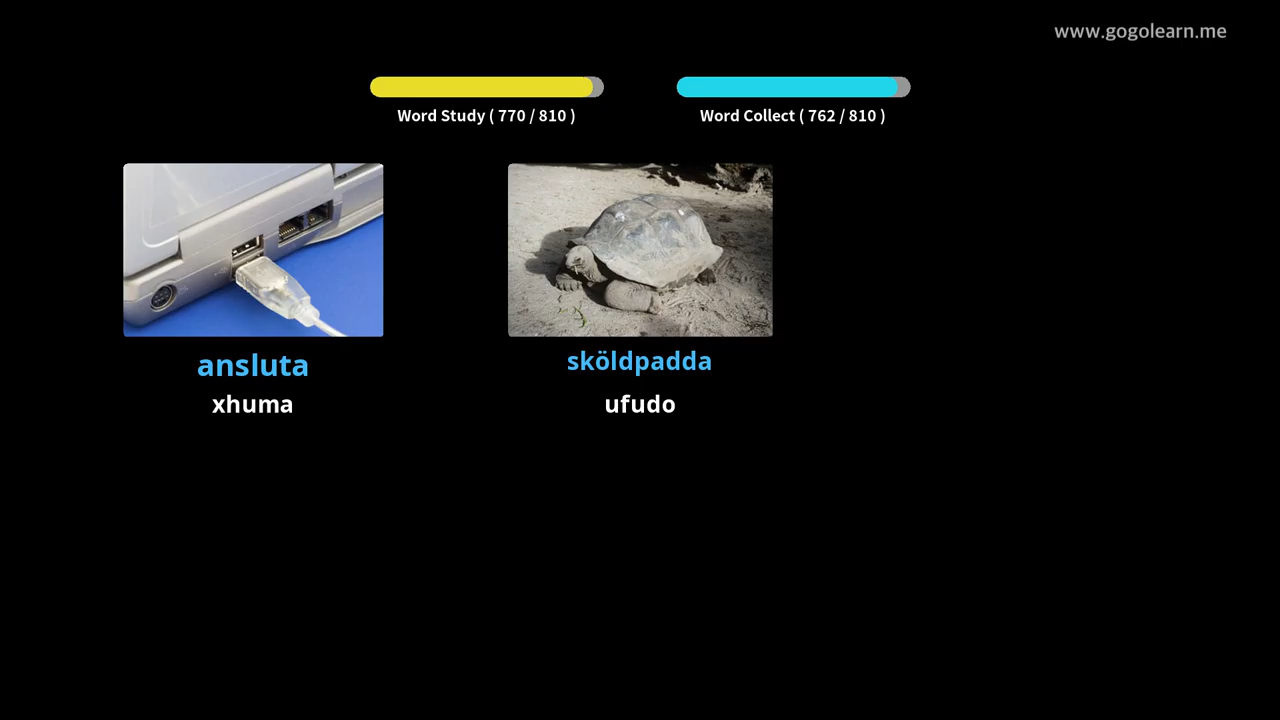 www.gogolearn.me
Word Study ( 770 / 810 )
Word Collect ( 762 / 810 )
ansluta
xhuma
sköldpadda
ufudo